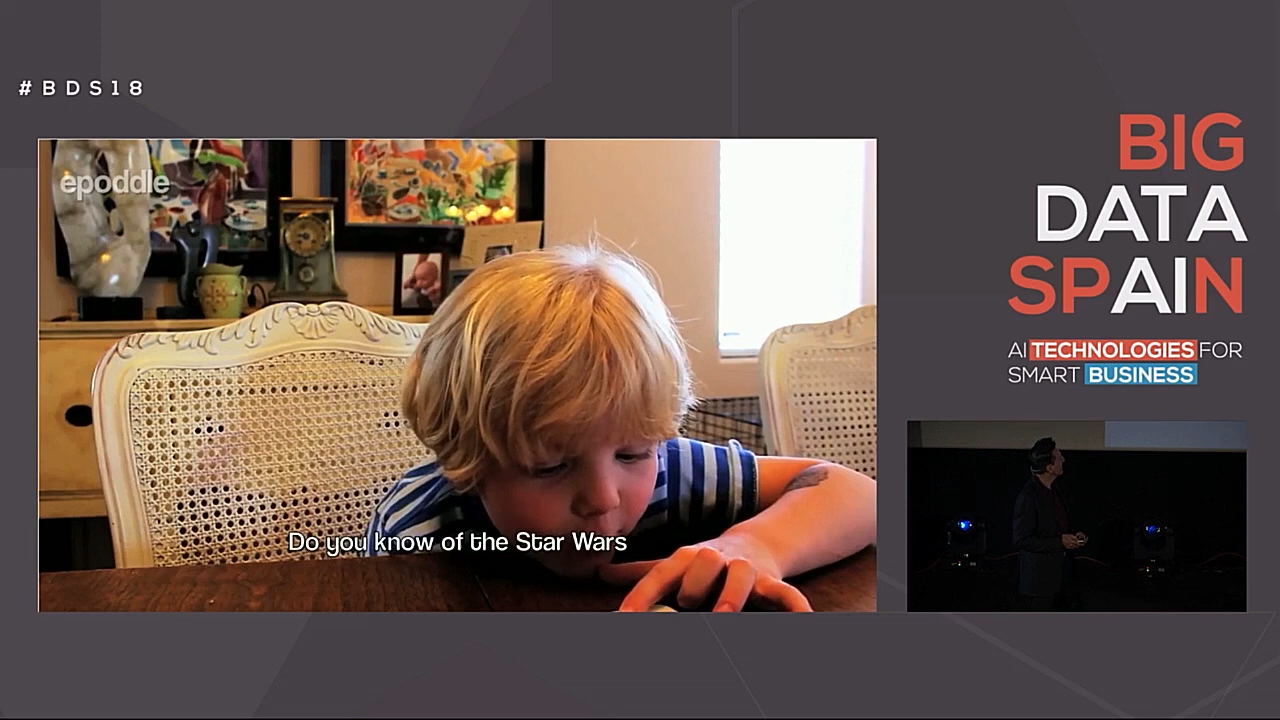 #BDS18
epoddle
Do you know of the Star Wars
BIG
DATA
SPAIN
AI TECHNOLOGIES FOR
SMART BUSINESS